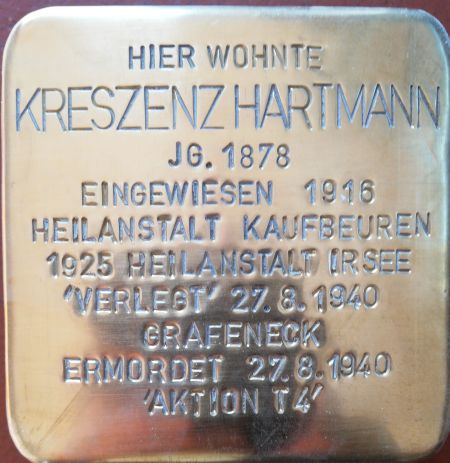 HIER WOHNTE
KRESZENZ HARTMANN
JG. 1878
EINGEWIESEN 1916
HEILANSTALT KAUFBEUREN
1925 HEILANSTALT IRSEE
'VERLEGT' 27.8.1940
GRAFENECK
ERMORDET 27.8.1940
'AKTION T4'